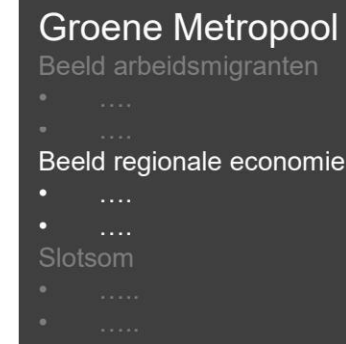 Groene Metropool
Beeld arbeidsmigranten
• ....
• ....
Beeld regionale economie
• ....
• ....
Slotsom
• .....
• .....